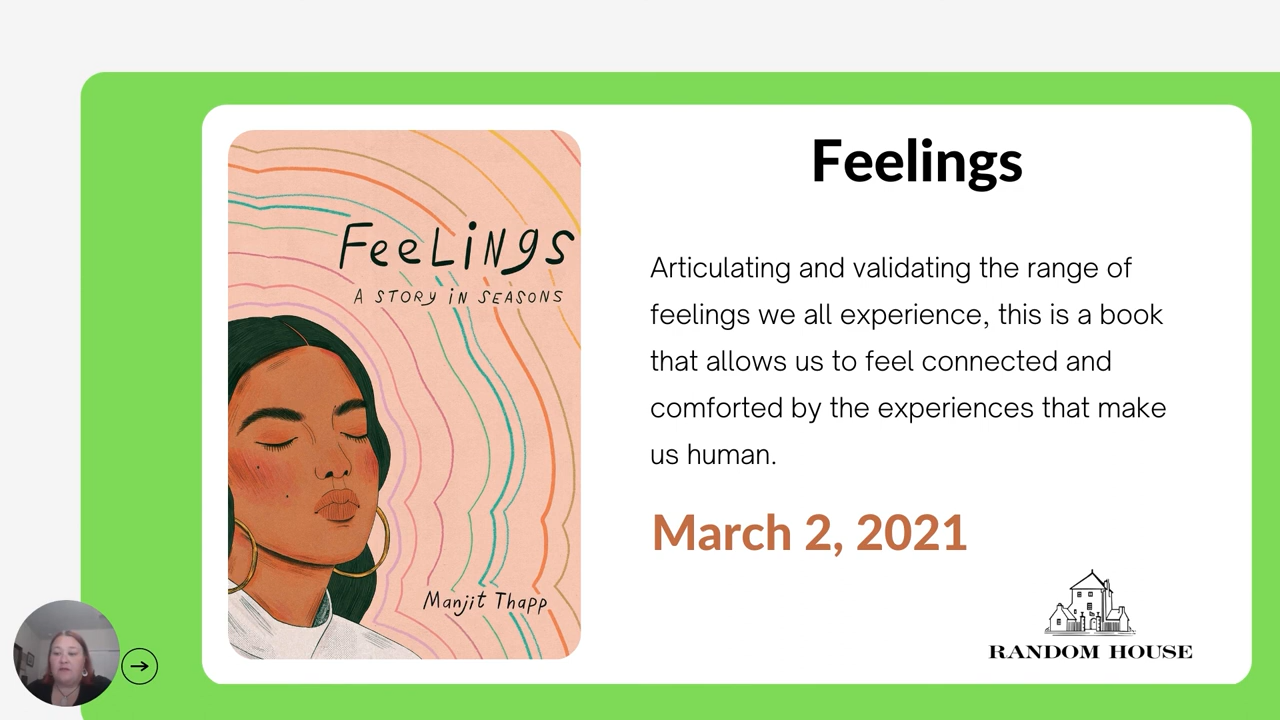 Feelings
A STORY IN SEASONS
Manjit Thapp
Feelings
Articulating and validating the range of
feelings we all experience, this is a book
that allows us to feel connected and
comforted by the experiences that make
us human.
March 2, 2021
RANDOM HOUSE